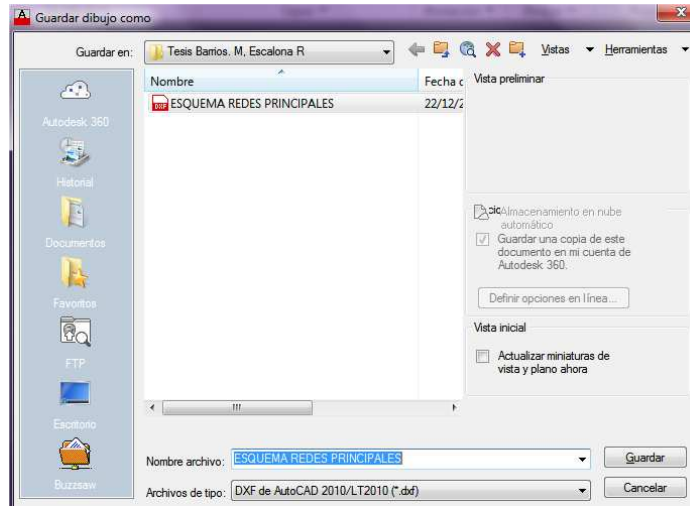 Guardar dibujo como
Guardar en: Tesis Barrios. M, Escalona R Vistas Herramientas
Nombre Fecha c Vista preliminar
ESQUEMA REDES PRINCIPALES 22/12/2
Autodesk 360
Historial
Documentos
Favoritos
FTP
Escritorio
Buzzsaw
Almacenamiento en nube
automático
Guardar una copia de este
documento en mi cuenta de
Autodesk 360.
Definir opciones en línea...
Vista inicial
Actualizar miniaturas de
vista y plano ahora
Nombre archivo: ESQUEMA REDES PRINCIPALES Guardar
Archivos de tipo: DXF de AutoCAD 2010/LT2010 (*.dxf) Cancelar